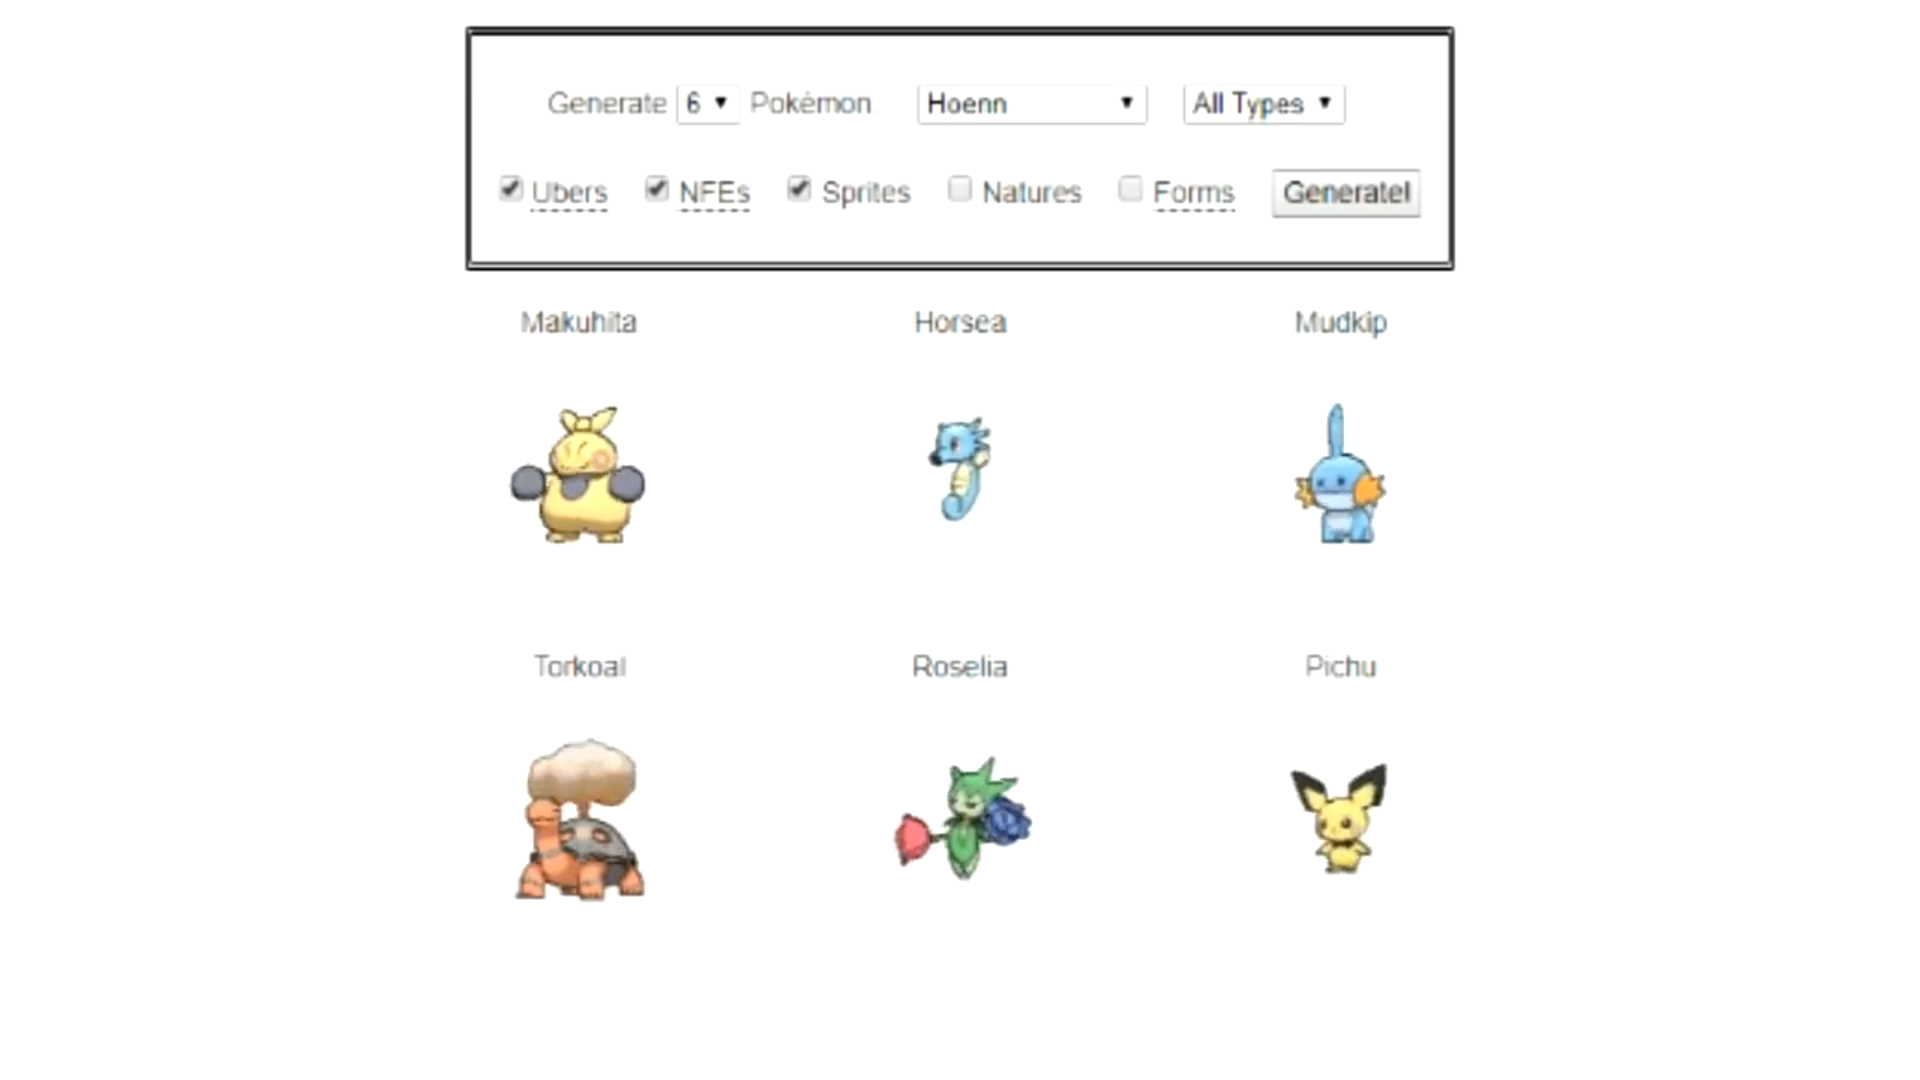 Generate 6 Pokémon Hoenn All Types
Ubers NFEs Sprites Natures Forms Generate!
Makuhita Horsea Mudkip
Torkoal Roselia Pichu